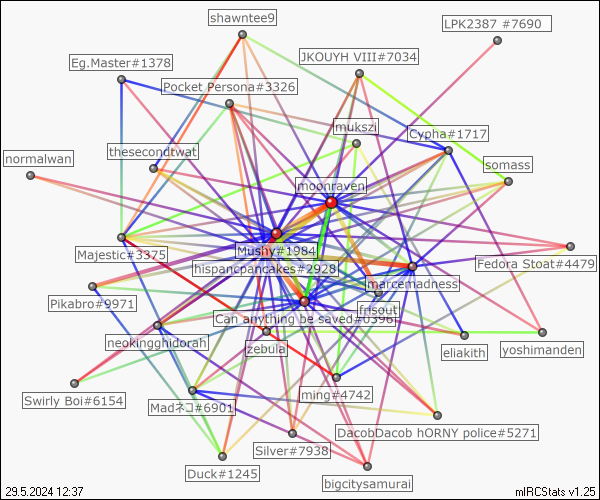 shawntee9
LPK2387 #7690
JKOUYH VIII#7034
Eg.Master#1378
Pocket Persona#3326
mukszi
Cypha#1717
thesecondtwat
normalwan
somass
moonraven
Mushy#1984
Majestic#3375
Fedora Stoat#4479
hispancpancakes#2928
marcemadness
Pikabro#9971
frisout
Can anything be saved#0396
neokingghidorah
zebula
eliakith
yoshimanden
Swirly Boi#6154
Madネコ#6901
ming#4742
DacobDacob hORNY police#5271
Silver#7938
Duck#1245
bigcitysamurai
29.5.2024 12:37
mIRCStats v1.25